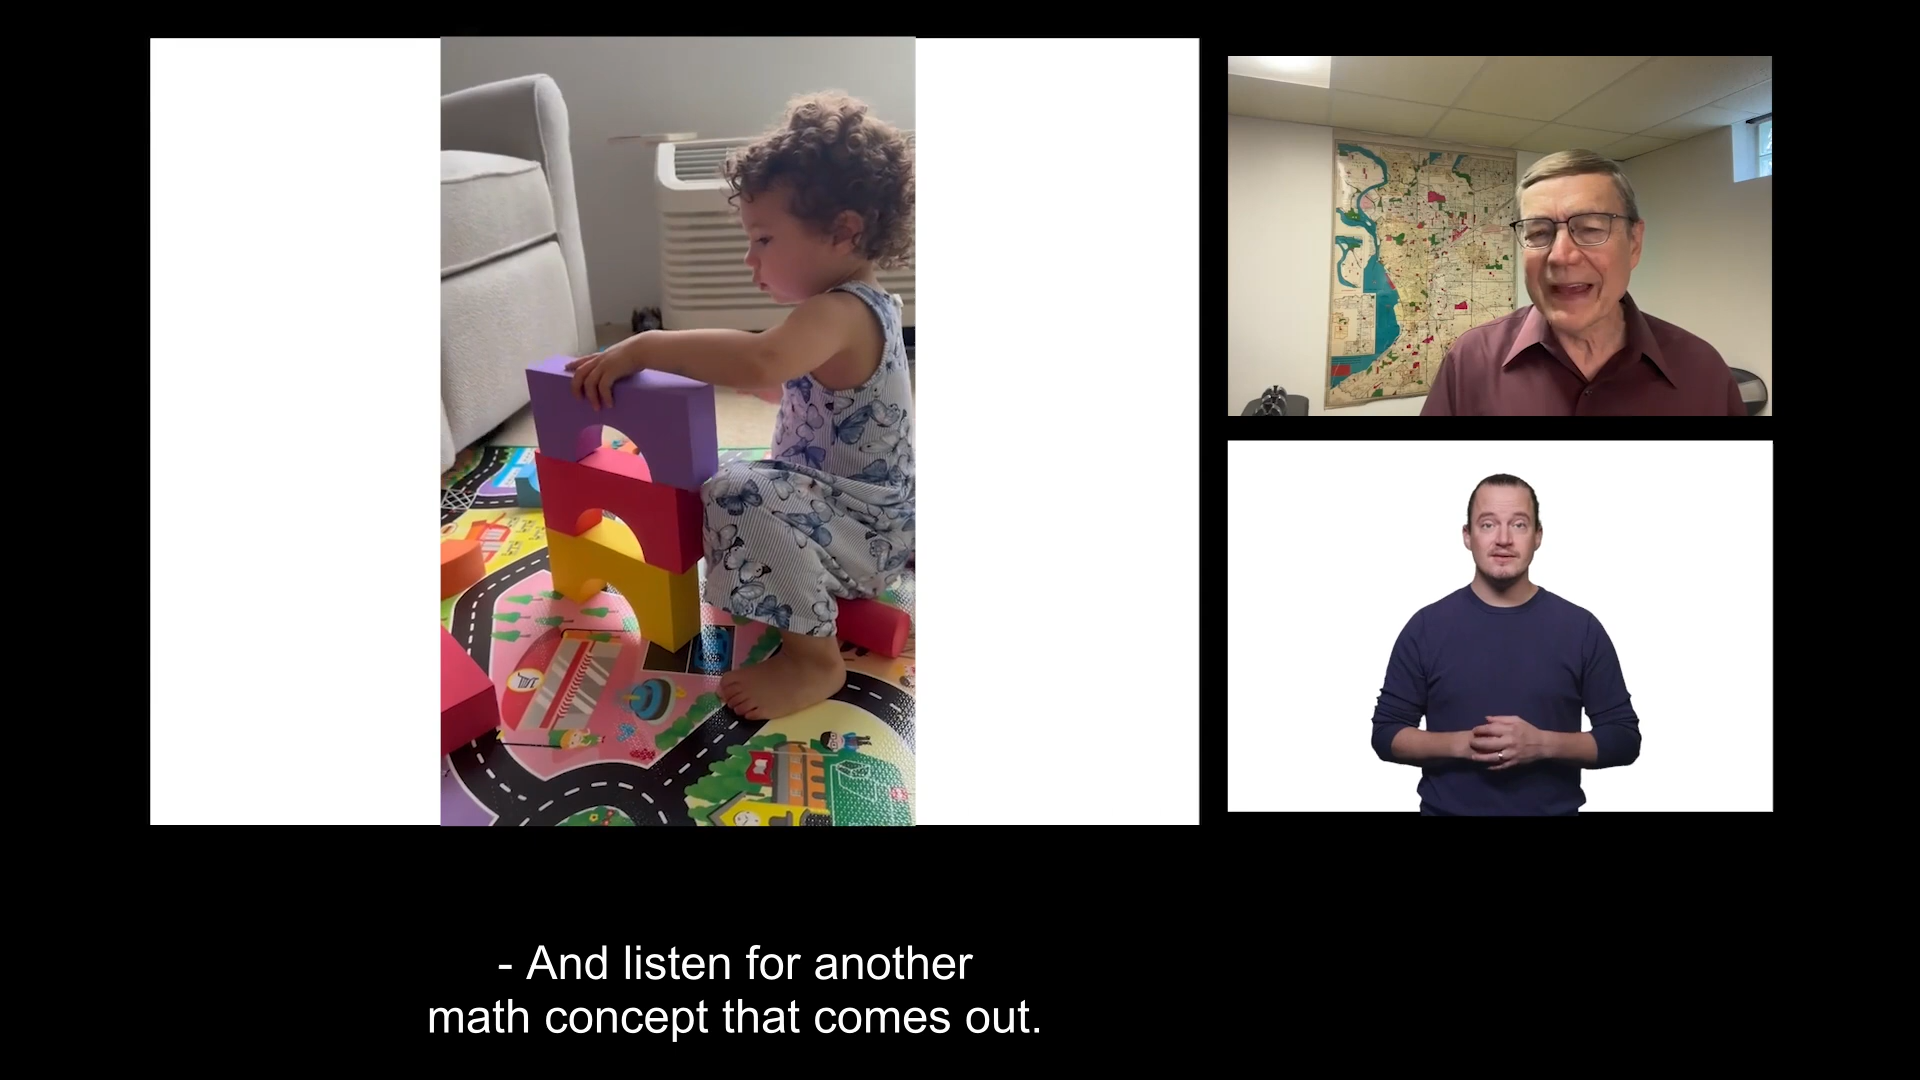 - And listen for another
math concept that comes out.